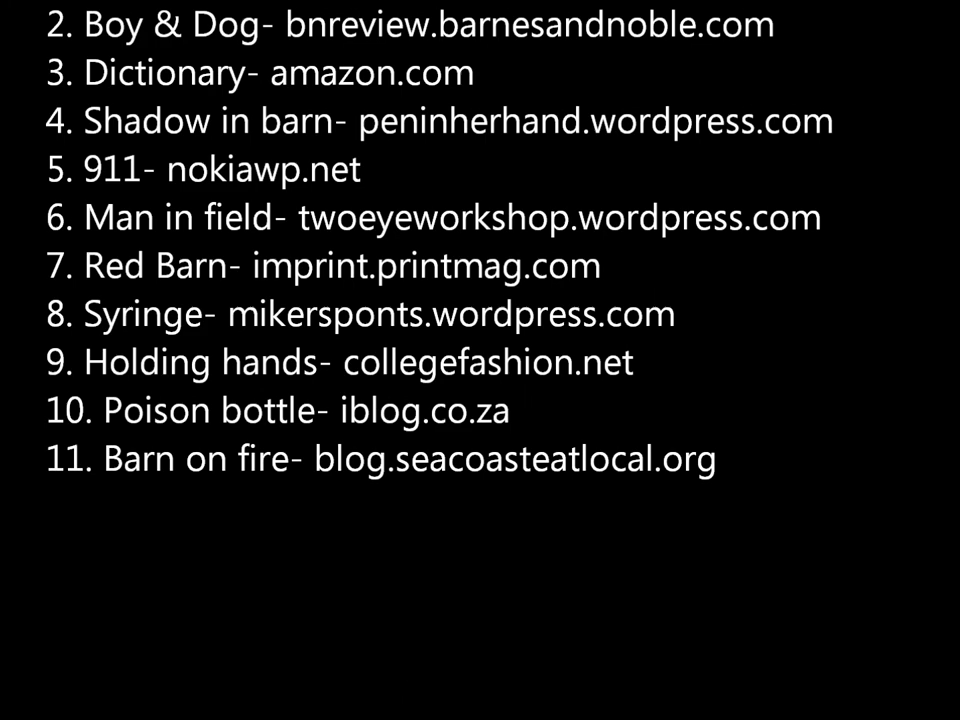 2. Boy & Dog- bnreview.barnesandnoble.com
3. Dictionary- amazon.com
4. Shadow in barn- peninherhand.wordpress.com
5. 911- nokiawp.net
6. Man in field- twoeyeworkshop.wordpress.com
7. Red Barn- imprint.printmag.com
8. Syringe- mikersponts.wordpress.com
9. Holding hands- collegefashion.net
10. Poison bottle- iblog.co.za
11. Barn on fire- blog.seacoasteatlocal.org